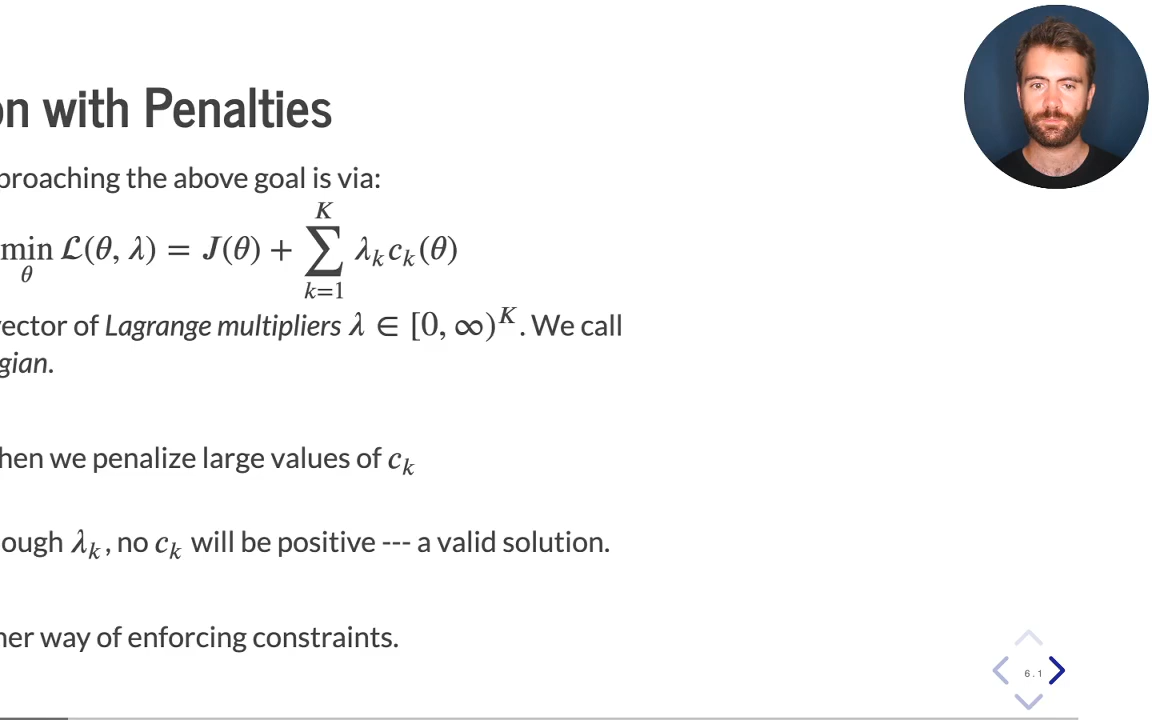 on with Penalties
proaching the above goal is via:
min_θ ℒ(θ, λ) = J(θ) + ∑_{k=1}^{K} λ_k c_k(θ)
vector of Lagrange multipliers λ ∈ [0, ∞)^K. We call
gian.
hen we penalize large values of c_k
ough λ_k, no c_k will be positive --- a valid solution.
her way of enforcing constraints.
6.1